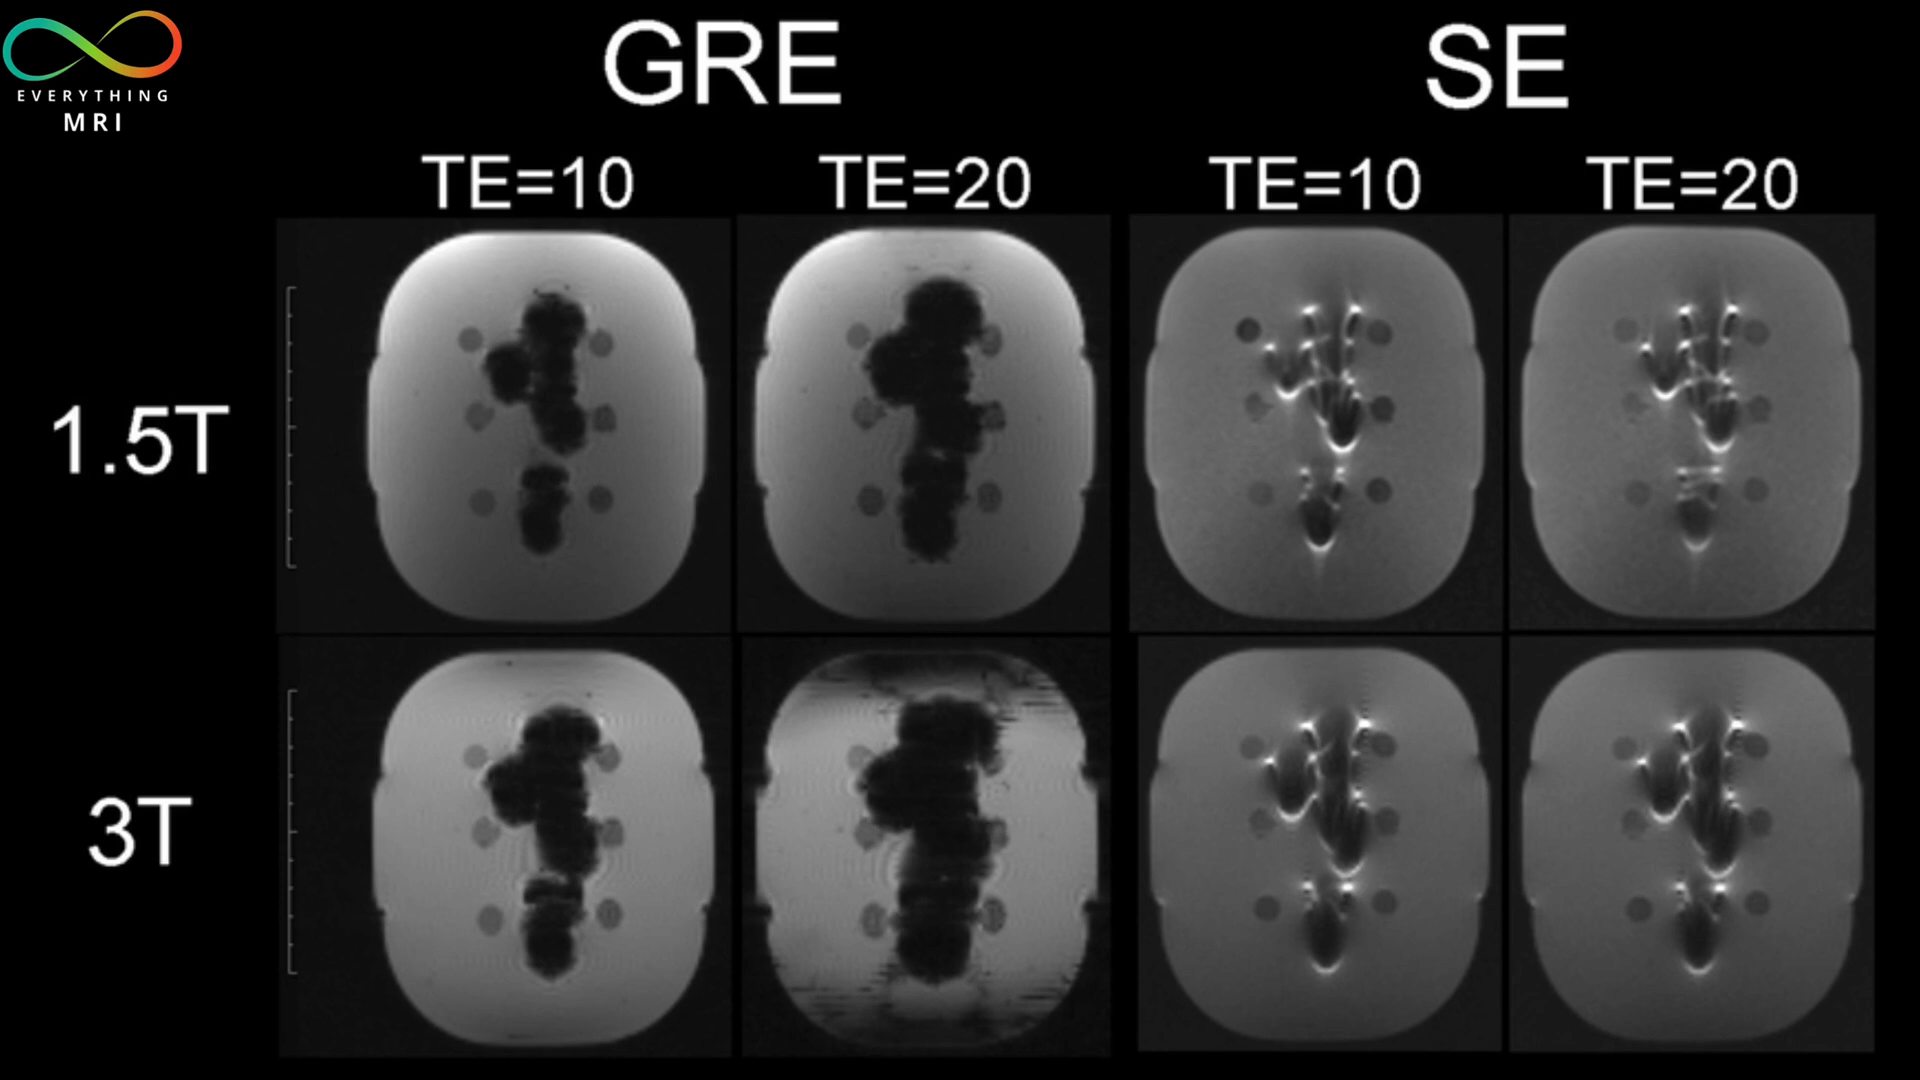 EVERYTHING
MRI
GRE
SE
TE=10
TE=20
TE=10
TE=20
1.5T
3T